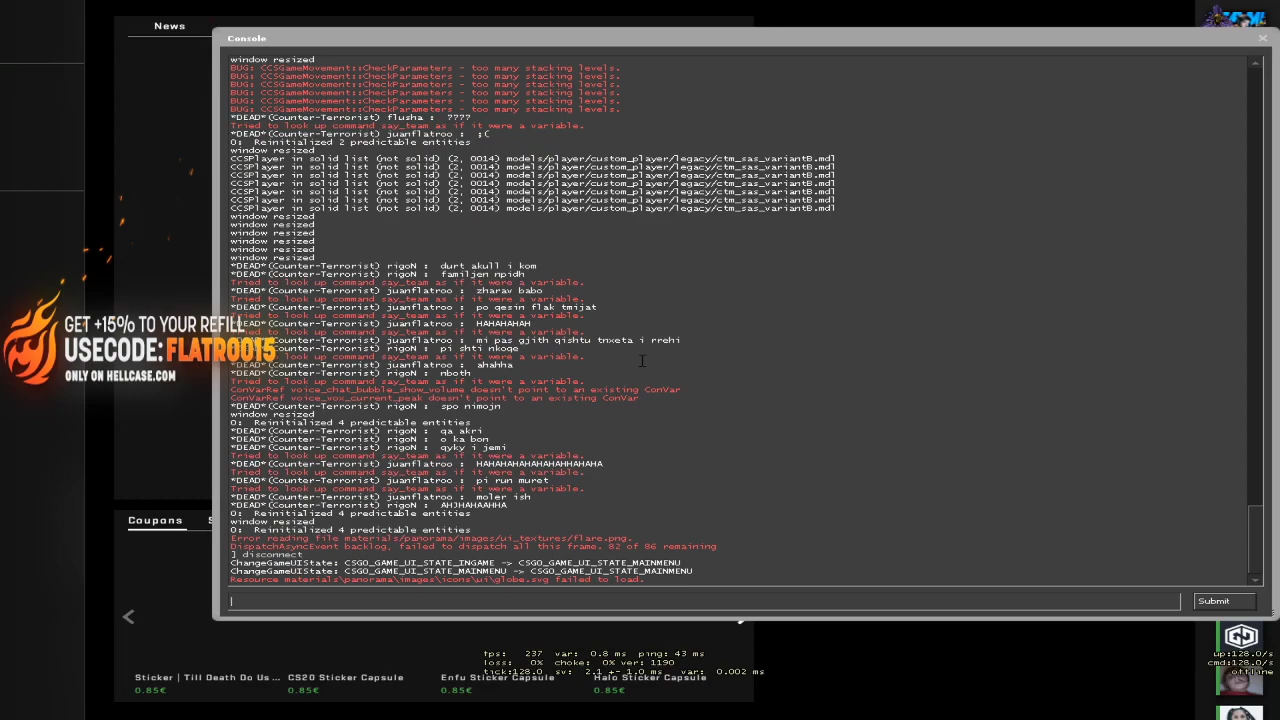 News
Console
window resized
BUG: CCSGameMovement::CheckParameters - too many stacking levels.
BUG: CCSGameMovement::CheckParameters - too many stacking levels.
BUG: CCSGameMovement::CheckParameters - too many stacking levels.
BUG: CCSGameMovement::CheckParameters - too many stacking levels.
BUG: CCSGameMovement::CheckParameters - too many stacking levels.
BUG: CCSGameMovement::CheckParameters - too many stacking levels.
*DEAD*(Counter-Terrorist) flusha :  ????
Tried to look up command say_team as if it were a variable.
*DEAD*(Counter-Terrorist) juanflatroo :  ;(
0:  Reinitialized 2 predictable entities
window resized
CCSPlayer in solid list (not solid) (2, 0014) models/player/custom_player/legacy/ctm_sas_variantB.mdl
CCSPlayer in solid list (not solid) (2, 0014) models/player/custom_player/legacy/ctm_sas_variantB.mdl
CCSPlayer in solid list (not solid) (2, 0014) models/player/custom_player/legacy/ctm_sas_variantB.mdl
CCSPlayer in solid list (not solid) (2, 0014) models/player/custom_player/legacy/ctm_sas_variantB.mdl
CCSPlayer in solid list (not solid) (2, 0014) models/player/custom_player/legacy/ctm_sas_variantB.mdl
CCSPlayer in solid list (not solid) (2, 0014) models/player/custom_player/legacy/ctm_sas_variantB.mdl
CCSPlayer in solid list (not solid) (2, 0014) models/player/custom_player/legacy/ctm_sas_variantB.mdl
window resized
window resized
window resized
window resized
window resized
window resized
*DEAD*(Counter-Terrorist) rigoN :  durt akull i kom
*DEAD*(Counter-Terrorist) rigoN :  familjen npidh
Tried to look up command say_team as if it were a variable.
*DEAD*(Counter-Terrorist) juanflatroo :  zharav babo
Tried to look up command say_team as if it were a variable.
*DEAD*(Counter-Terrorist) juanflatroo :  po qesin flak tmijat
Tried to look up command say_team as if it were a variable.
*DEAD*(Counter-Terrorist) juanflatroo :  HAHAHAHAH
Tried to look up command say_team as if it were a variable.
*DEAD*(Counter-Terrorist) juanflatroo :  mi pas gjith qishtu tnxeta i rrehi
*DEAD*(Counter-Terrorist) rigoN :  pi shti nkoqe
Tried to look up command say_team as if it were a variable.
*DEAD*(Counter-Terrorist) juanflatroo :  ahahha
*DEAD*(Counter-Terrorist) rigoN :  nboth
Tried to look up command say_team as if it were a variable.
ConVarRef voice_chat_bubble_show_volume doesn't point to an existing ConVar
ConVarRef voice_vox_current_peak doesn't point to an existing ConVar
*DEAD*(Counter-Terrorist) rigoN :  spo nimojn
window resized
0:  Reinitialized 4 predictable entities
*DEAD*(Counter-Terrorist) rigoN :  qa akri
*DEAD*(Counter-Terrorist) rigoN :  o ka bon
*DEAD*(Counter-Terrorist) rigoN :  qyky i jemi
Tried to look up command say_team as if it were a variable.
*DEAD*(Counter-Terrorist) juanflatroo :  HAHAHAHAHAHAHAHHAHAHA
Tried to look up command say_team as if it were a variable.
*DEAD*(Counter-Terrorist) juanflatroo :  pi run muret
Tried to look up command say_team as if it were a variable.
*DEAD*(Counter-Terrorist) juanflatroo :  moler ish
*DEAD*(Counter-Terrorist) rigoN :  AHJHAHAAHHA
0:  Reinitialized 4 predictable entities
window resized
0:  Reinitialized 4 predictable entities
Error reading file materials/panorama/images/ui_textures/flare.png.
DispatchAsyncEvent backlog, failed to dispatch all this frame. 82 of 86 remaining
] disconnect
ChangeGameUIState: CSGO_GAME_UI_STATE_INGAME -> CSGO_GAME_UI_STATE_MAINMENU
ChangeGameUIState: CSGO_GAME_UI_STATE_MAINMENU -> CSGO_GAME_UI_STATE_MAINMENU
Resource materials\panorama\images\icons\ui\globe.svg failed to load.
Submit
GET +15% TO YOUR REFILL
USECODE: FLATROO15
ONLY ON HELLCASE.COM
Coupons
fps:  237  var:  0.8 ms  ping: 43 ms
loss:  0%  choke:  0%  ver: 1190
tick:128.0  sv:  2.1 +- 1.0 ms  var:  0.002 ms
up:128.0/s
cmd:128.0/s
offline
Sticker | Till Death Do Us ...
CS20 Sticker Capsule
Enfu Sticker Capsule
Halo Sticker Capsule
0.85€
0.85€
0.85€
0.85€